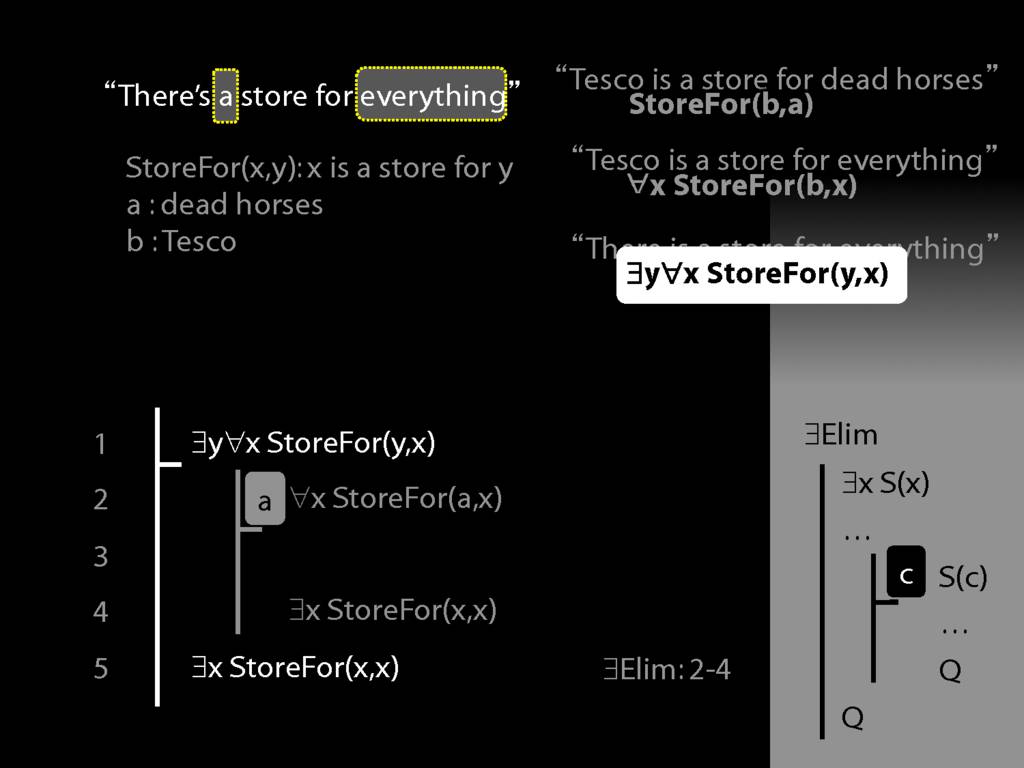 “There’s a store for everything”
StoreFor(x,y): x is a store for y
a : dead horses
b : Tesco
“Tesco is a store for dead horses”
StoreFor(b,a)
“Tesco is a store for everything”
∀x StoreFor(b,x)
“There is a store for everything”
∃y∀x StoreFor(y,x)
1 ∃y∀x StoreFor(y,x)
2 a ∀x StoreFor(a,x)
3
4 ∃x StoreFor(x,x)
5 ∃x StoreFor(x,x) ∃Elim: 2-4
∃Elim
∃x S(x)
…
c S(c)
…
Q
Q